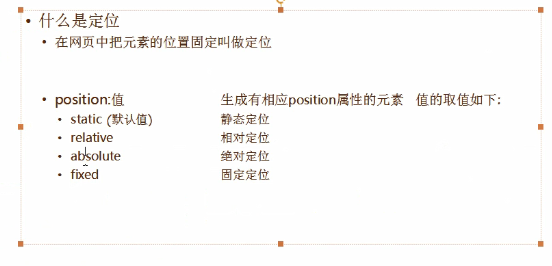 什么是定位
在网页中把元素的位置固定叫做定位
position:值 生成有相应position属性的元素 值的取值如下：
static (默认值) 静态定位
relative 相对定位
absolute 绝对定位
fixed 固定定位